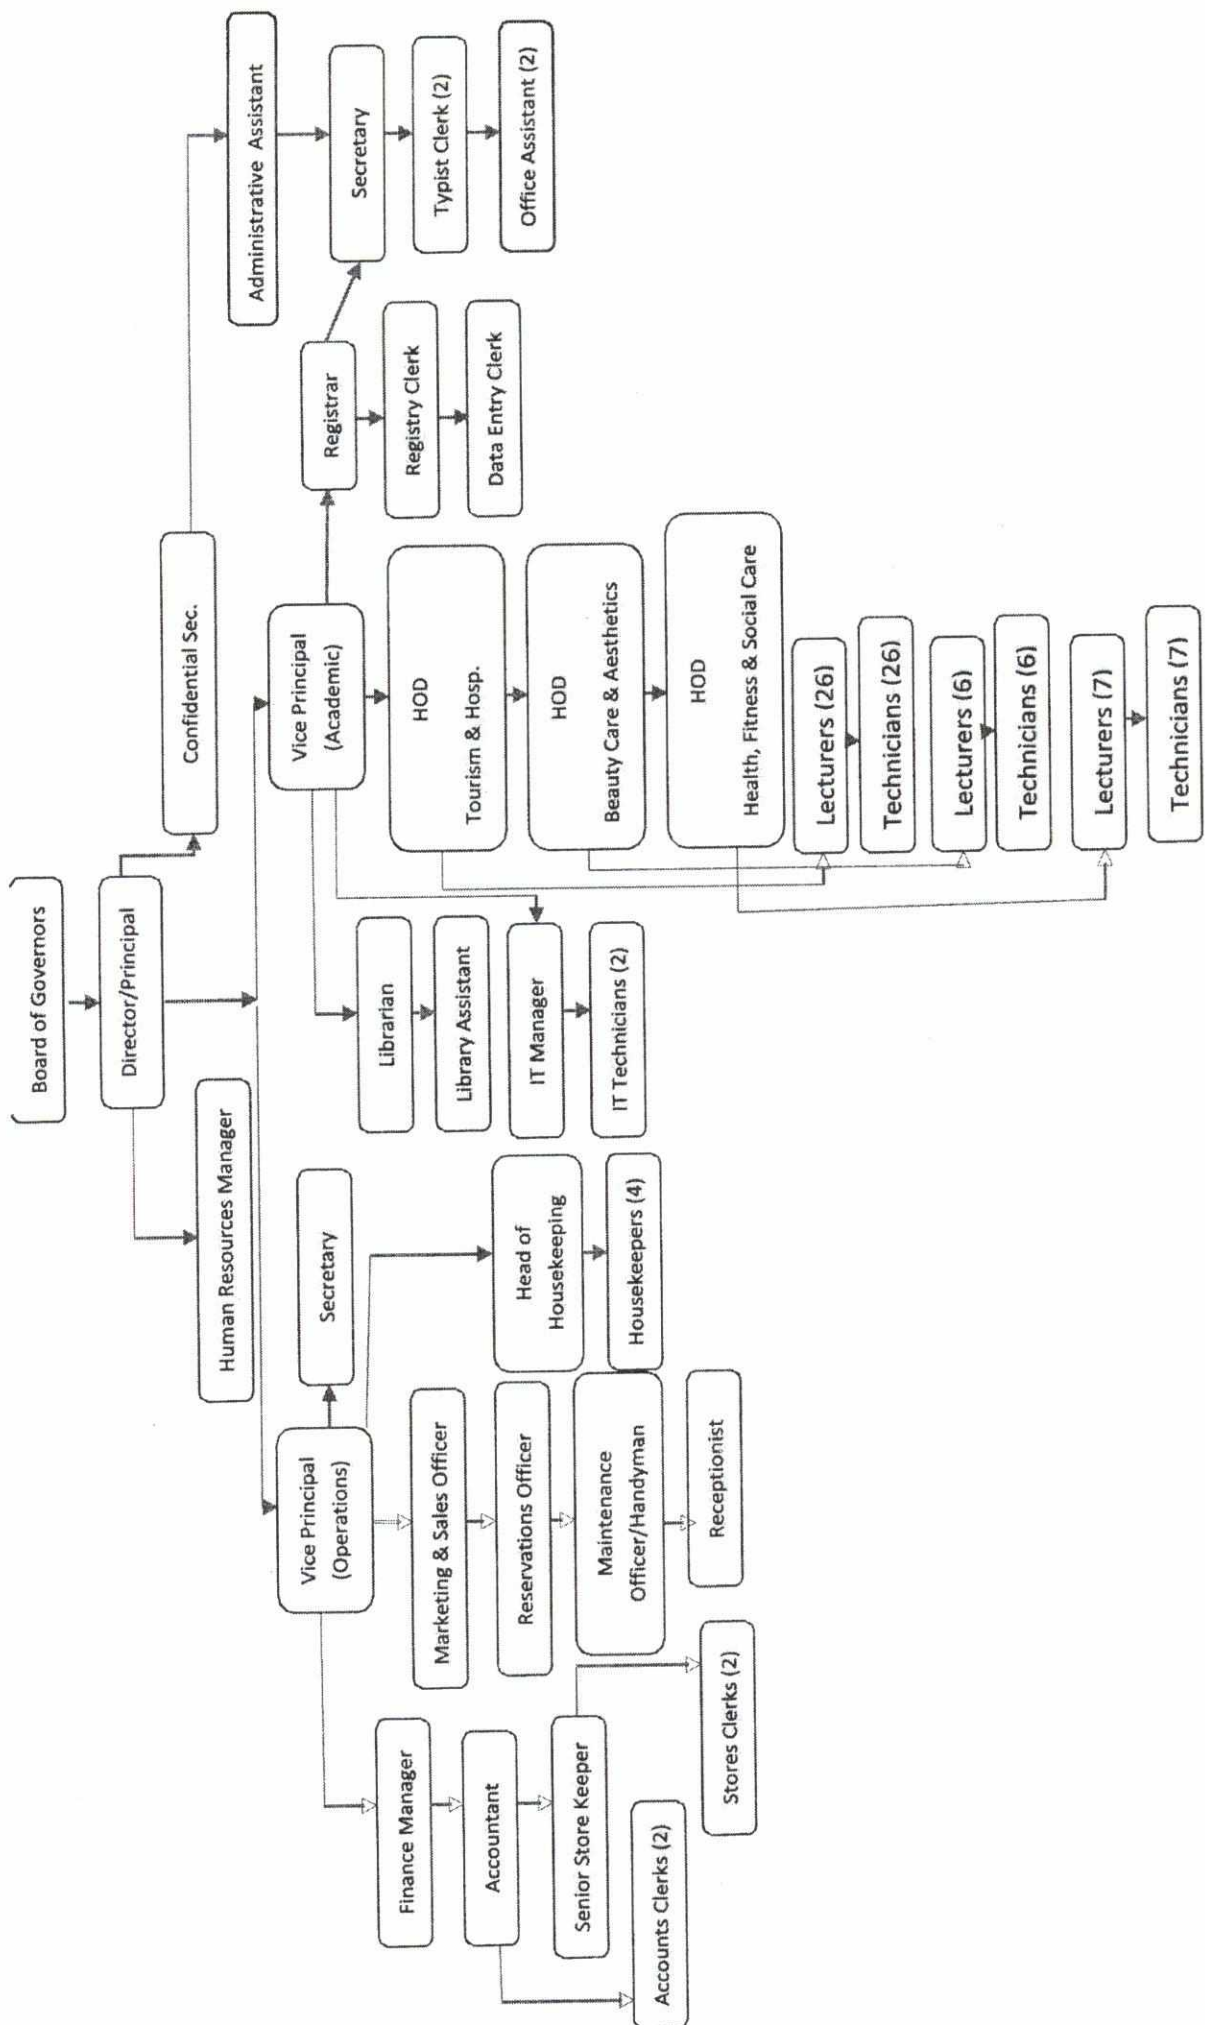 Board of Governors
Director/Principal
Confidential Sec.
Human Resources Manager
Administrative Assistant
Vice Principal
(Operations)
Secretary
Vice Principal
(Academic)
Registrar
Secretary
Finance Manager
Marketing & Sales Officer
Librarian
HOD
Tourism & Hosp.
Registry Clerk
Typist Clerk (2)
Accountant
Reservations Officer
Head of
Housekeeping
Library Assistant
Data Entry Clerk
Office Assistant (2)
Senior Store Keeper
Maintenance
Officer/Handyman
Housekeepers (4)
IT Manager
HOD
Beauty Care & Aesthetics
IT Technicians (2)
Accounts Clerks (2)
Stores Clerks (2)
Receptionist
HOD
Health, Fitness & Social Care
Lecturers (26)
Technicians (26)
Lecturers (6)
Technicians (6)
Lecturers (7)
Technicians (7)